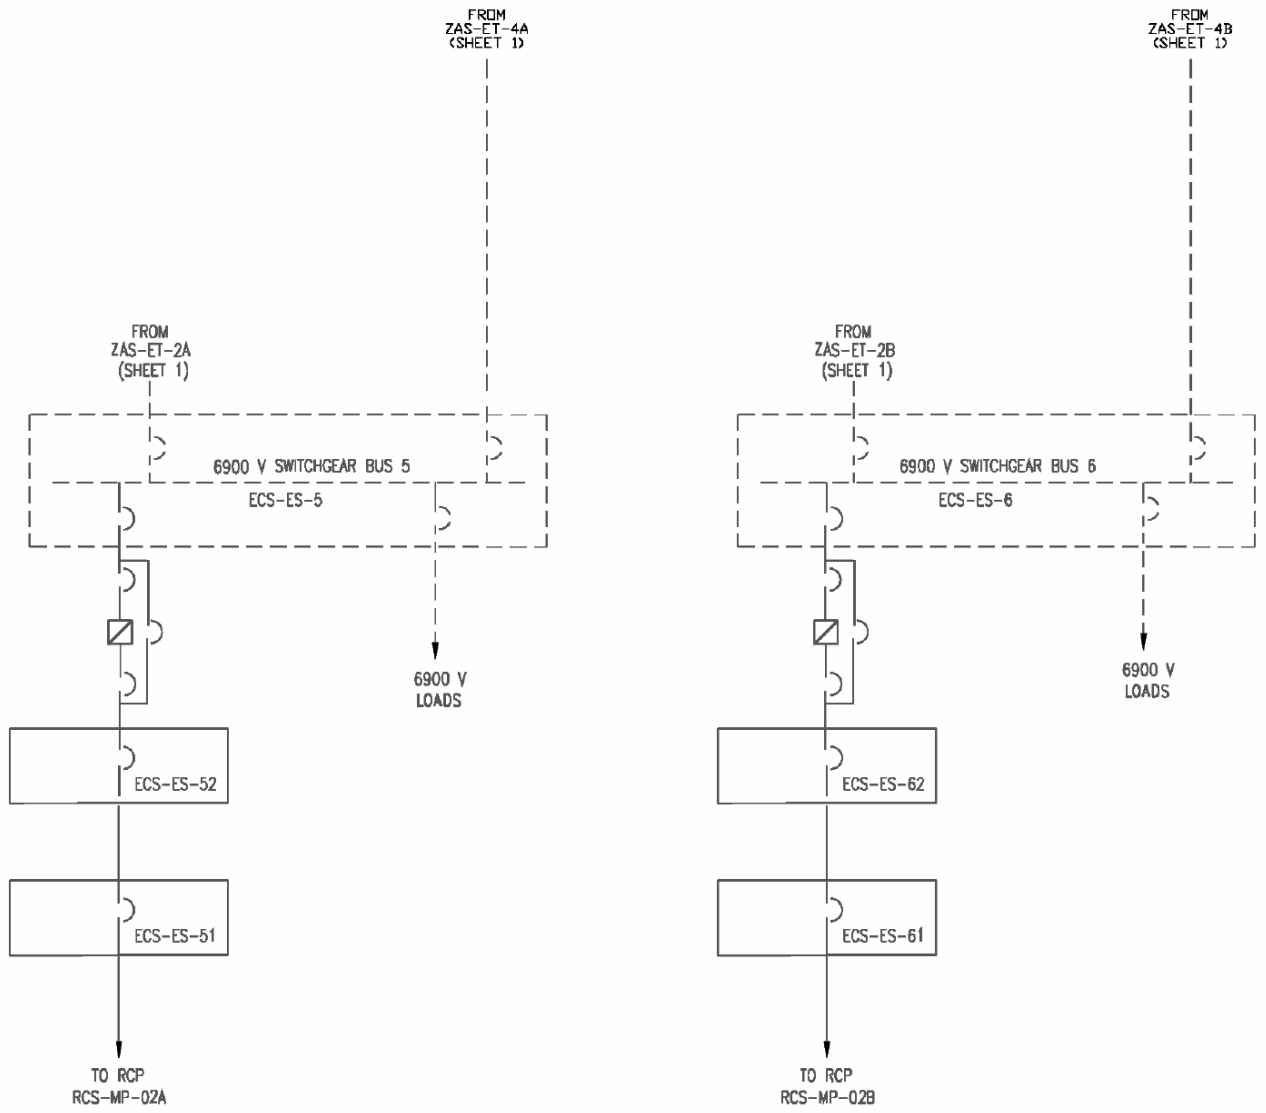 FROM
ZAS-ET-4A
(SHEET 1)
FROM
ZAS-ET-4B
(SHEET 1)
FROM
ZAS-ET-2A
(SHEET 1)
FROM
ZAS-ET-2B
(SHEET 1)
6900 V SWITCHGEAR BUS 5
ECS-ES-5
6900 V SWITCHGEAR BUS 6
ECS-ES-6
6900 V
LOADS
6900 V
LOADS
ECS-ES-52
ECS-ES-62
ECS-ES-51
ECS-ES-61
TO RCP
RCS-MP-02A
TO RCP
RCS-MP-02B